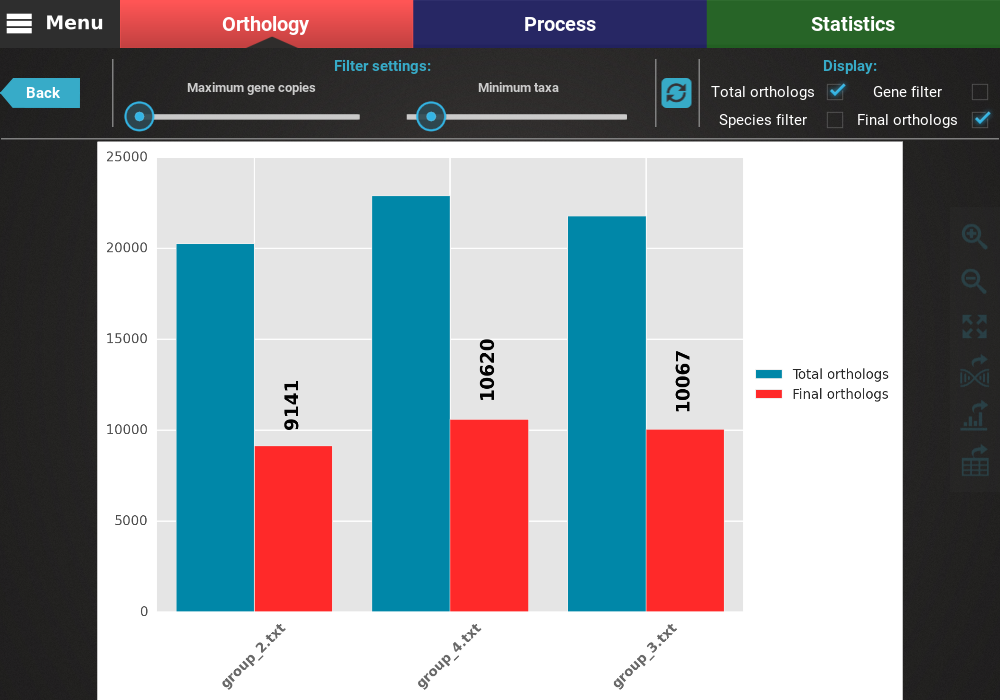 Menu
Orthology
Process
Statistics
Back
Filter settings:
Maximum gene copies
Minimum taxa
Display:
Total orthologs
Gene filter
Species filter
Final orthologs
25000
20000
15000
10000
5000
0
9141
10620
10067
group_2.txt
group_4.txt
group_3.txt
Total orthologs
Final orthologs